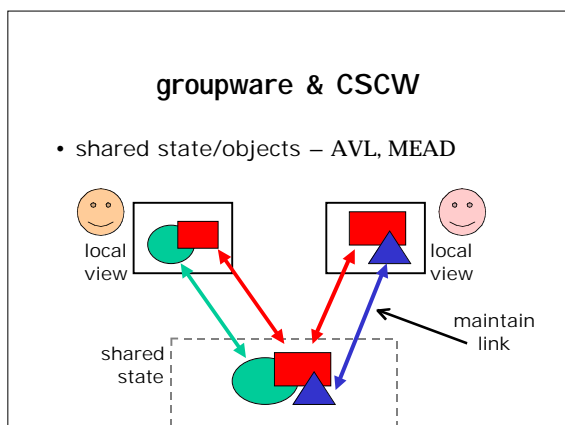 groupware & CSCW
• shared state/objects – AVL, MEAD
local
view
local
view
maintain
link
shared
state